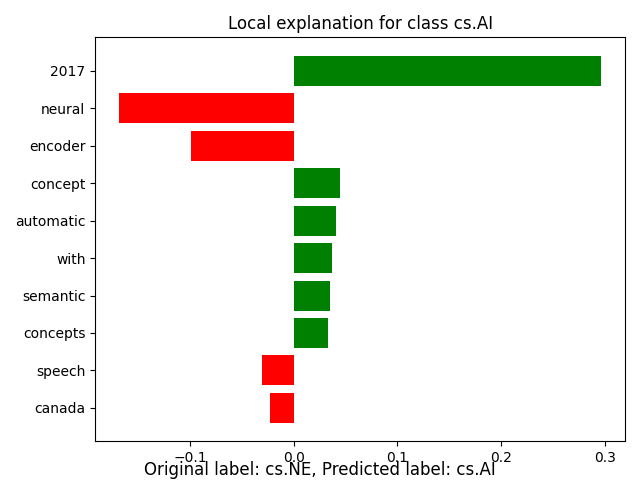 Local explanation for class cs.AI
2017
neural
encoder
concept
automatic
with
semantic
concepts
speech
canada
−0.1 0.0 0.1 0.2 0.3
Original label: cs.NE, Predicted label: cs.AI